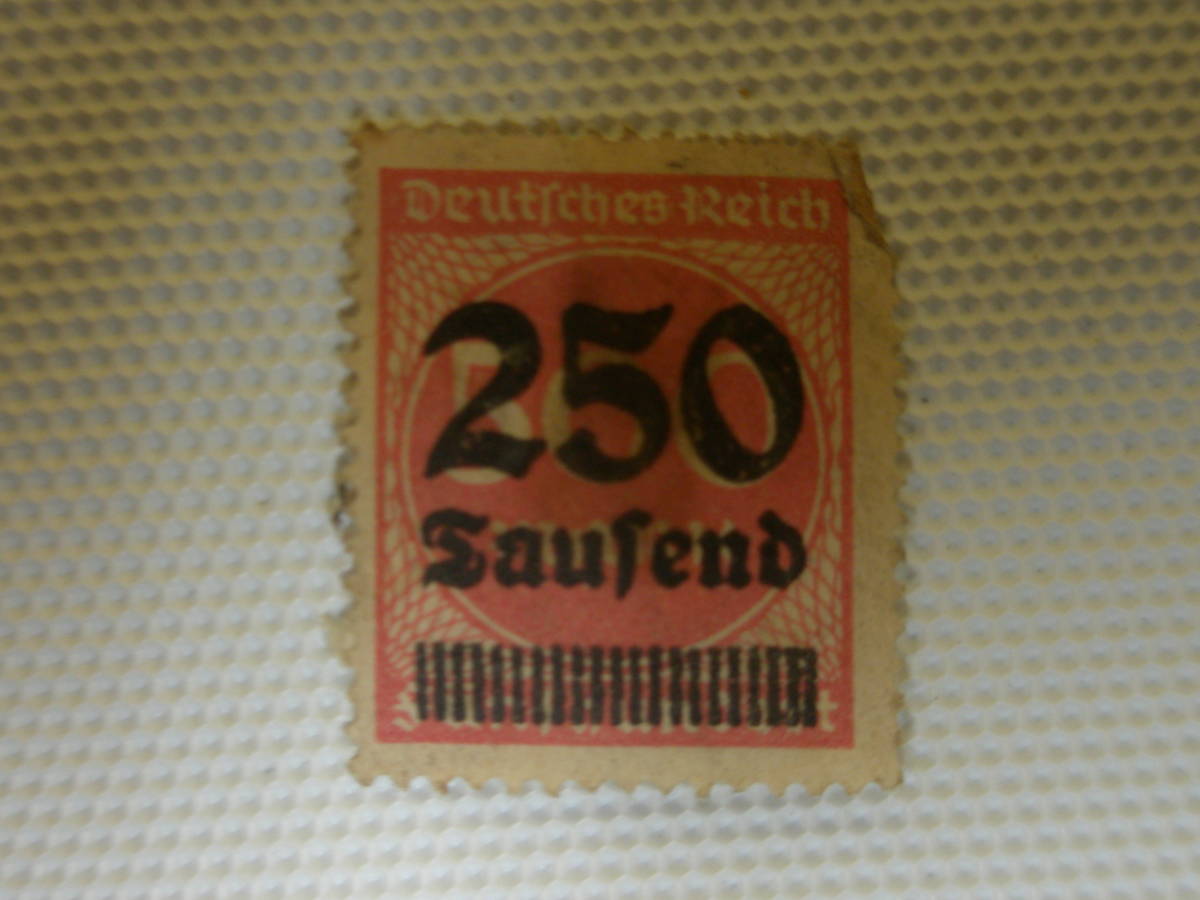 Deutsches Reich
250
Tausend